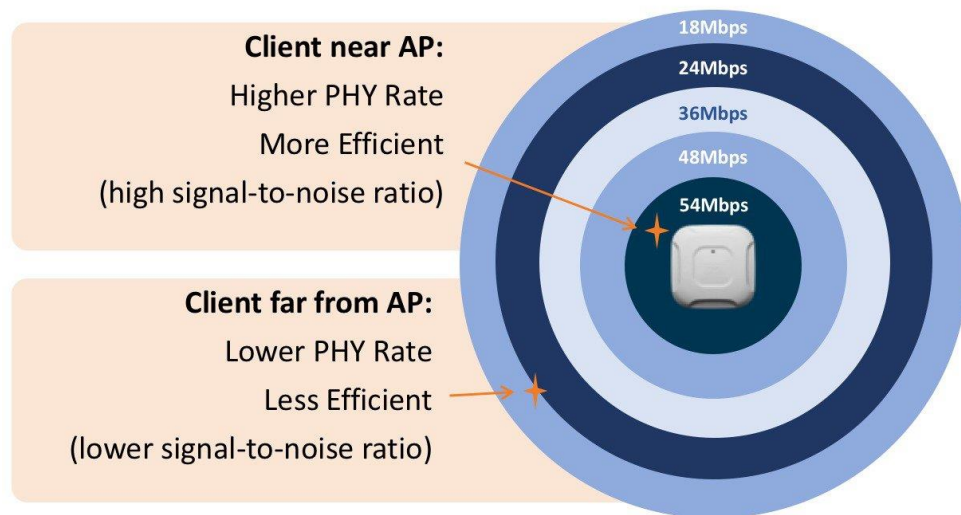 Client near AP:
Higher PHY Rate
More Efficient
(high signal-to-noise ratio)
Client far from AP:
Lower PHY Rate
Less Efficient
(lower signal-to-noise ratio)
18Mbps
24Mbps
36Mbps
48Mbps
54Mbps